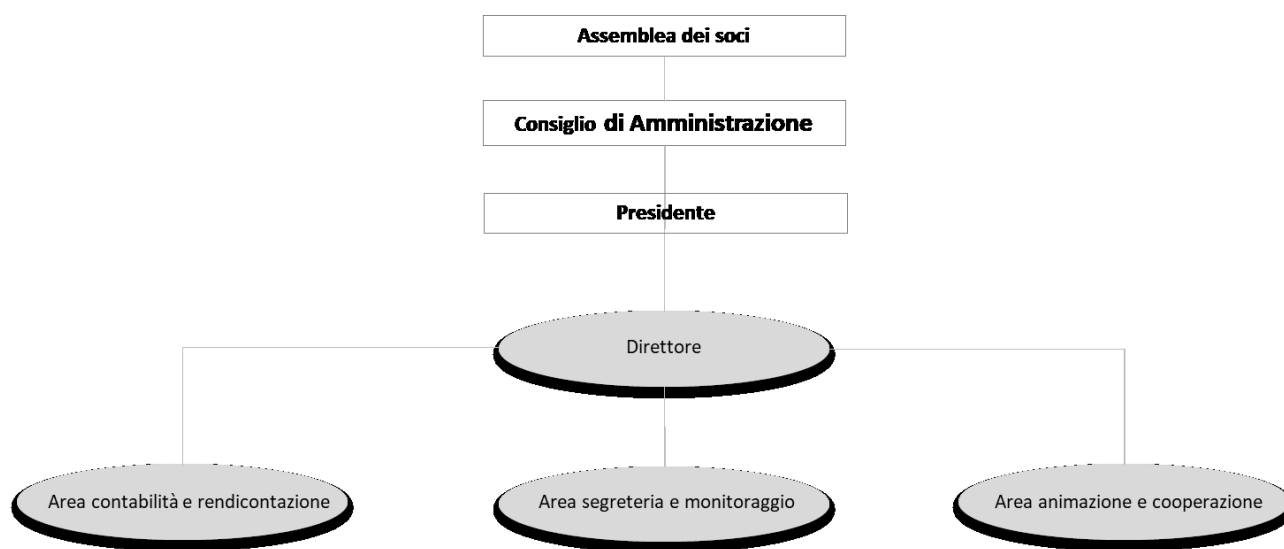 Assemblea dei soci
Consiglio di Amministrazione
Presidente
Direttore
Area contabilità e rendicontazione
Area segreteria e monitoraggio
Area animazione e cooperazione